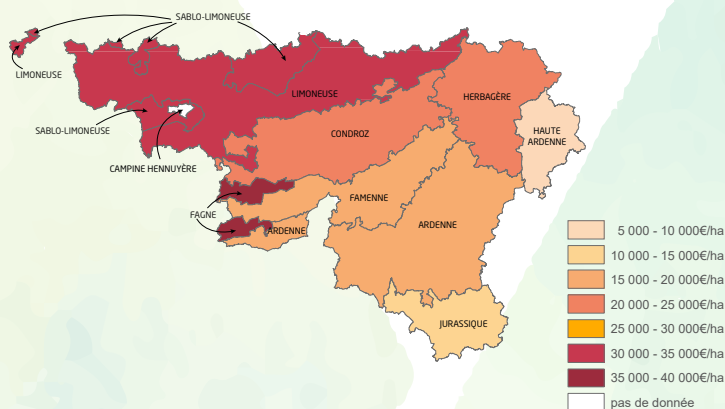 SABLO-LIMONEUSE
LIMONEUSE
LIMONEUSE
HERBAGÈRE
SABLO-LIMONEUSE
CONDROZ
HAUTE
ARDENNE
CAMPINE HENNUYÈRE
FAMENNE
FAGNE
ARDENNE
ARDENNE
JURASSIQUE
5 000 - 10 000€/ha
10 000 - 15 000€/ha
15 000 - 20 000€/ha
20 000 - 25 000€/ha
25 000 - 30 000€/ha
30 000 - 35 000€/ha
35 000 - 40 000€/ha
pas de donnée